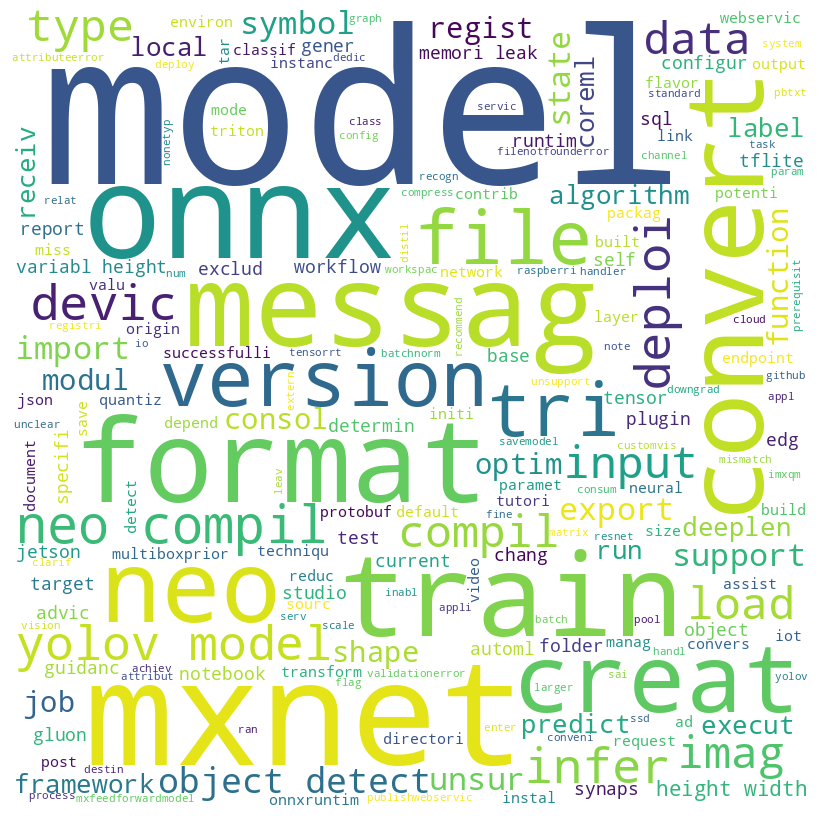 type
environ
symbol
graph
regist
data
webservic
attributeerror
local
tar
classif
gener
memori leak
state
system
deploy
instanc
dedic
coreml
configur
output
model
flavor
standard
pbtxt
convert
receiv
nonetyp
mode
triton
class
config
servic
runtim
filenotfounderror
sql
link
label
task
channel
tflite
param
onnx
recogn
compress
contrib
algorithm
potenti
relat
report
miss
file
packag
built
self
deploi
function
prerequisit
variabl height
num
exclud
workflow
workspac
distil
network
raspberri
handler
devic
valu
messag
recommend
layer
cloud
registri
origin
io
note
endpoint
import
successfulli
tensorrt
batchnorm
base
github
modul
version
extern
unsupport
tri
tensor
downgrad
appl
json
quantiz
save
depend
consol
determin
initi
savemodel
customvis
plugin
unclear
format
mismatch
edg
document
specifi
detect
leav
optim
input
imxqm
paramet
consum
neural
tutori
neo compil
protobuf
default
fine
export
build
jetson
multiboxprior
techniqu
test
compil
matrix
resnet
size
deeplen
clarif
current
chang
run
support
target
neo
reduc
studio
inabl
video
train
assist
advic
sourc
serv
scale
appli
batch
pool
load
vision
yolov model
shape
automl
object
iot
guidanc
achiev
attribut
notebook
transform
validationerror
folder
manag
handl
convers
flag
larger
sai
yolov
job
mxnet
creat
gluon
ran
directori
enter
predict
ssd
ad
execut
post
conveni
request
destin
infer
imag
framework
object detect
unsur
process
mxfeedforwardmodel
onnxruntim
publishwebservic
instal
synaps
height width